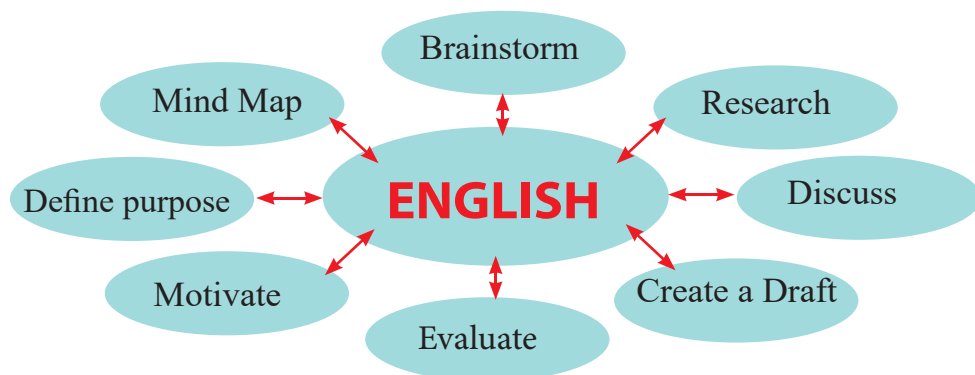 Brainstorm
Mind Map
Research
ENGLISH
Define purpose
Discuss
Motivate
Create a Draft
Evaluate